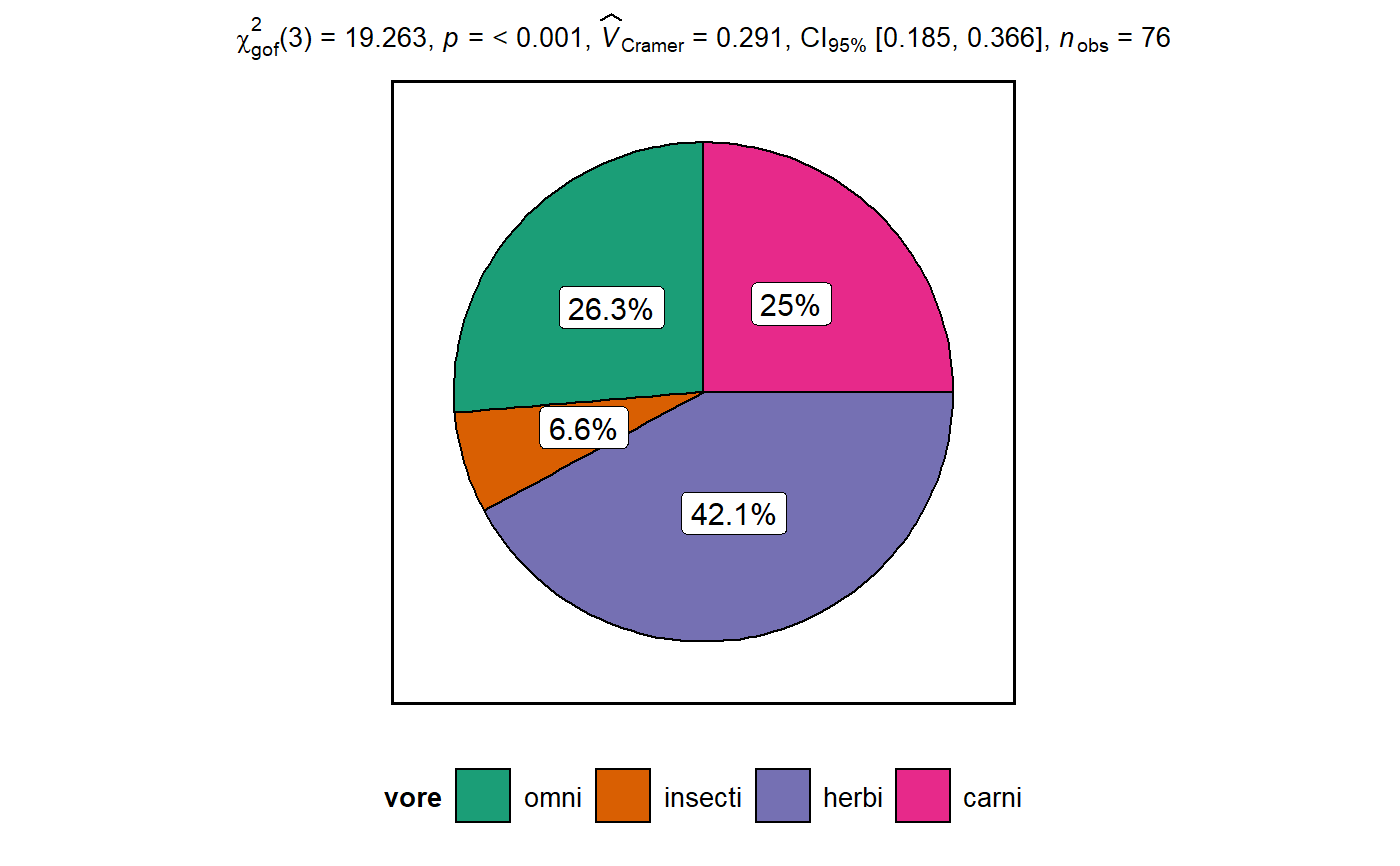 χ²gof(3) = 19.263, p = < 0.001, V̂Cramer = 0.291, CI95% [0.185, 0.366], nobs = 76
26.3%
25%
6.6%
42.1%
vore omni insecti herbi carni